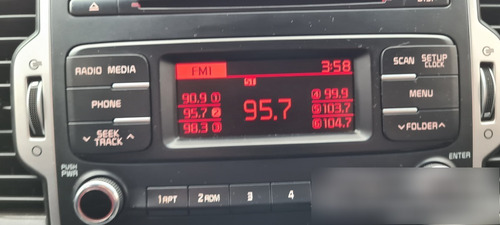 RADIO MEDIA
PHONE
SEEK
TRACK
FM1 3:58
90.9 1 4 99.9
95.7 2 95.7 5 103.7
98.3 3 6 104.7
SCAN SETUP
CLOCK
MENU
FOLDER
PUSH
PWR
ENTER
1 RPT 2 RDM 3 4